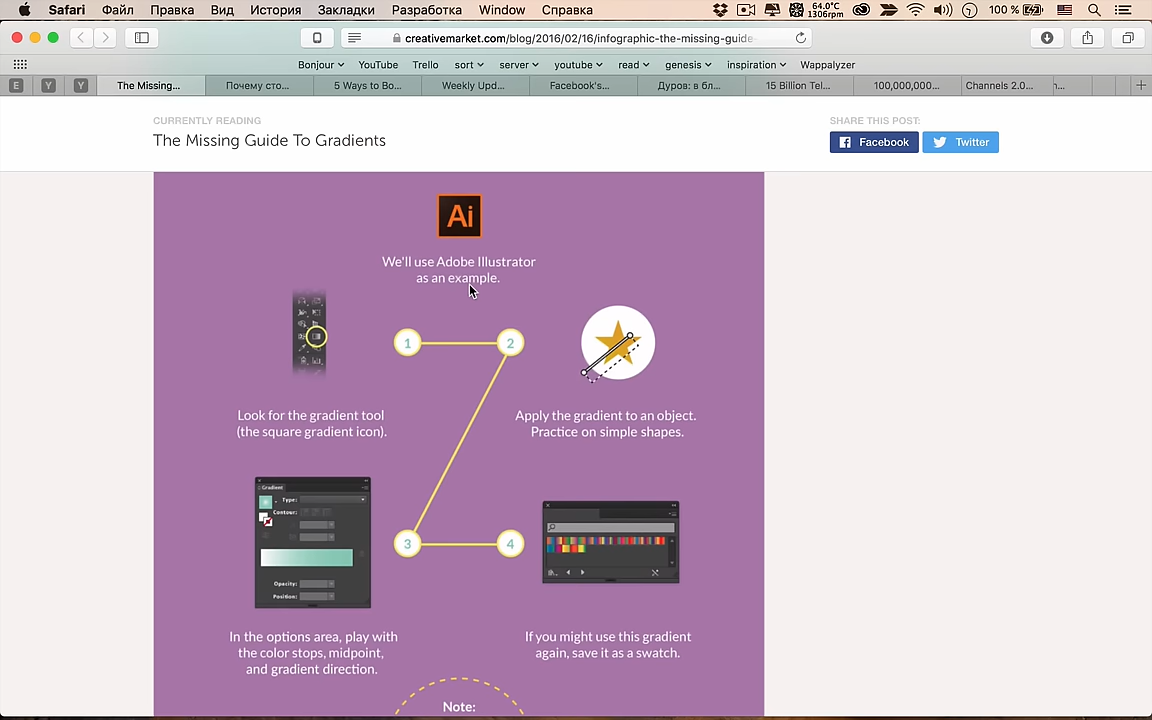 Safari Файл Правка Вид История Закладки Разработка Window Справка 64.0°C 1306rpm 100 %
creativemarket.com/blog/2016/02/16/infographic-the-missing-guide-
Bonjour YouTube Trello sort server youtube read genesis inspiration Wappalyzer
E Y Y The Missing... Почему сто... 5 Ways to Bo... Weekly Upd... Facebook's... Дуров: в бл... 15 Billion Tel... 100,000,000... Channels 2.0...
CURRENTLY READING
The Missing Guide To Gradients
SHARE THIS POST:
Facebook Twitter
Ai
We'll use Adobe Illustrator
as an example.
1 2
Look for the gradient tool
(the square gradient icon).
Apply the gradient to an object.
Practice on simple shapes.
Gradient
Type:
Contour:
Opacity:
Position:
3 4
In the options area, play with
the color stops, midpoint,
and gradient direction.
If you might use this gradient
again, save it as a swatch.
Note: